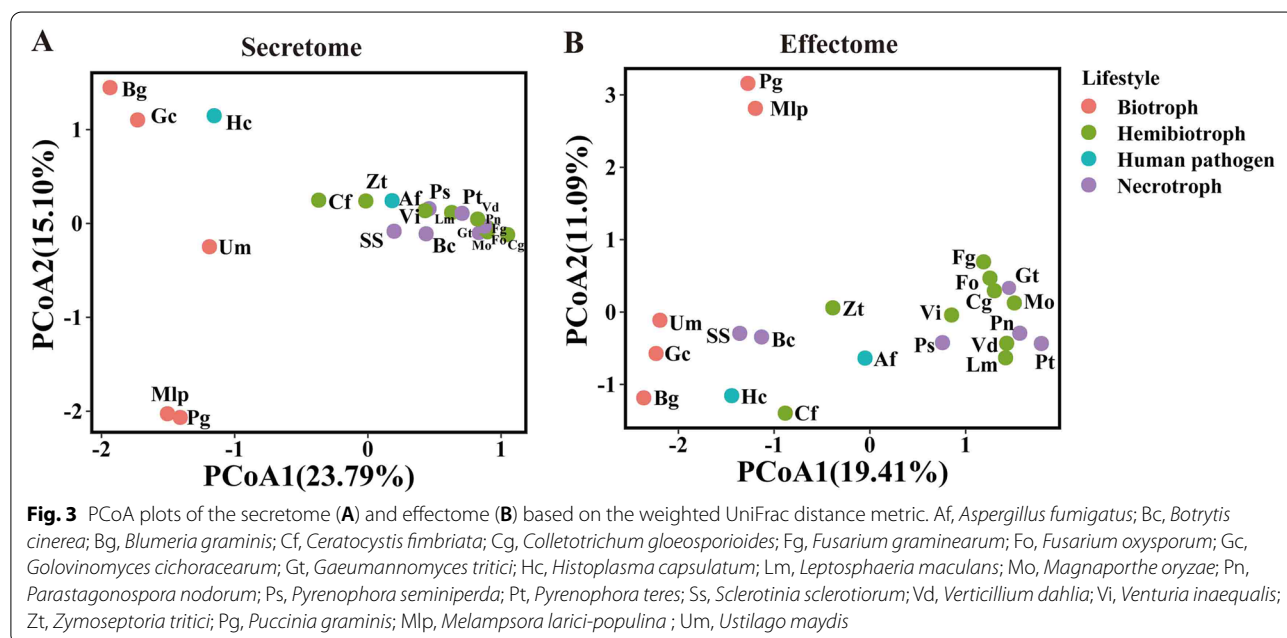 A
Secretome
Bg
Gc
Hc
Cf
Zt
Af
Ps
Pt
Vd
Vi
Lm
Pn
Um
SS
Bc
Gt
Mo
Fg
Fo
Cg
Mlp
Pg
1
0
-1
-2
PCoA2(15.10%)
-2
-1
0
1
PCoA1(23.79%)
B
Effectome
Pg
Mlp
Fg
Fo
Gt
Cg
Mo
Zt
Vi
Um
SS
Bc
Pn
Ps
Vd
Gc
Af
Lm
Pt
Bg
Hc
Cf
3
2
1
0
-1
PCoA2(11.09%)
-2
-1
0
1
PCoA1(19.41%)
Lifestyle
Biotroph
Hemibiotroph
Human pathogen
Necrotroph
Fig. 3 PCoA plots of the secretome (A) and effectome (B) based on the weighted UniFrac distance metric. Af, Aspergillus fumigatus; Bc, Botrytis
cinerea; Bg, Blumeria graminis; Cf, Ceratocystis fimbriata; Cg, Colletotrichum gloeosporioides; Fg, Fusarium graminearum; Fo, Fusarium oxysporum; Gc,
Golovinomyces cichoracearum; Gt, Gaeumannomyces tritici; Hc, Histoplasma capsulatum; Lm, Leptosphaeria maculans; Mo, Magnaporthe oryzae; Pn,
Parastagonospora nodorum; Ps, Pyrenophora seminiperda; Pt, Pyrenophora teres; Ss, Sclerotinia sclerotiorum; Vd, Verticillium dahlia; Vi, Venturia inaequalis;
Zt, Zymoseptoria tritici; Pg, Puccinia graminis; Mlp, Melampsora larici-populina ; Um, Ustilago maydis